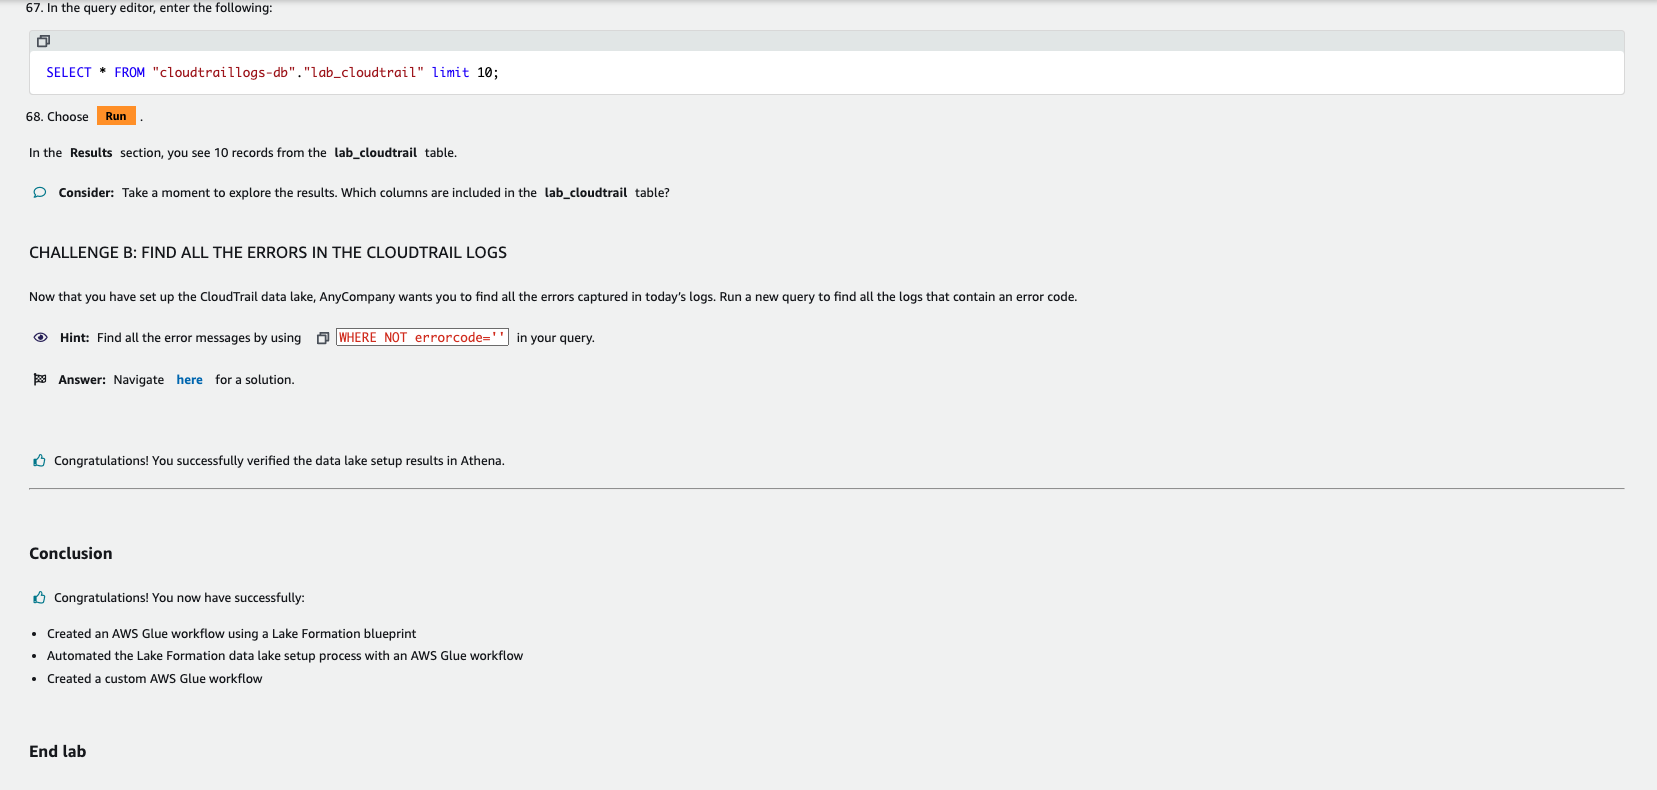 67. In the query editor, enter the following:
SELECT * FROM "cloudtraillogs-db"."lab_cloudtrail" limit 10;
68. Choose Run .
In the Results section, you see 10 records from the lab_cloudtrail table.
Consider: Take a moment to explore the results. Which columns are included in the lab_cloudtrail table?
CHALLENGE B: FIND ALL THE ERRORS IN THE CLOUDTRAIL LOGS
Now that you have set up the CloudTrail data lake, AnyCompany wants you to find all the errors captured in today's logs. Run a new query to find all the logs that contain an error code.
Hint: Find all the error messages by using WHERE NOT errorcode='' in your query.
Answer: Navigate here for a solution.
Congratulations! You successfully verified the data lake setup results in Athena.
Conclusion
Congratulations! You now have successfully:
• Created an AWS Glue workflow using a Lake Formation blueprint
• Automated the Lake Formation data lake setup process with an AWS Glue workflow
• Created a custom AWS Glue workflow
End lab